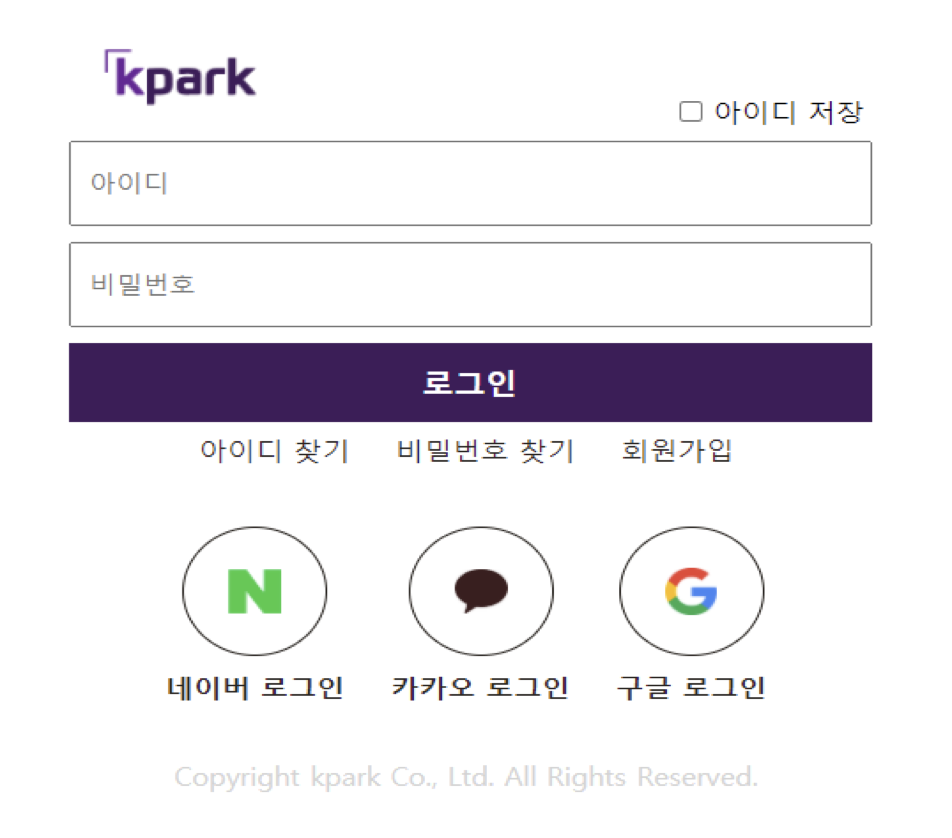 kpark
아이디 저장
아이디
비밀번호
로그인
아이디 찾기 비밀번호 찾기 회원가입
N G
네이버 로그인 카카오 로그인 구글 로그인
Copyright kpark Co., Ltd. All Rights Reserved.